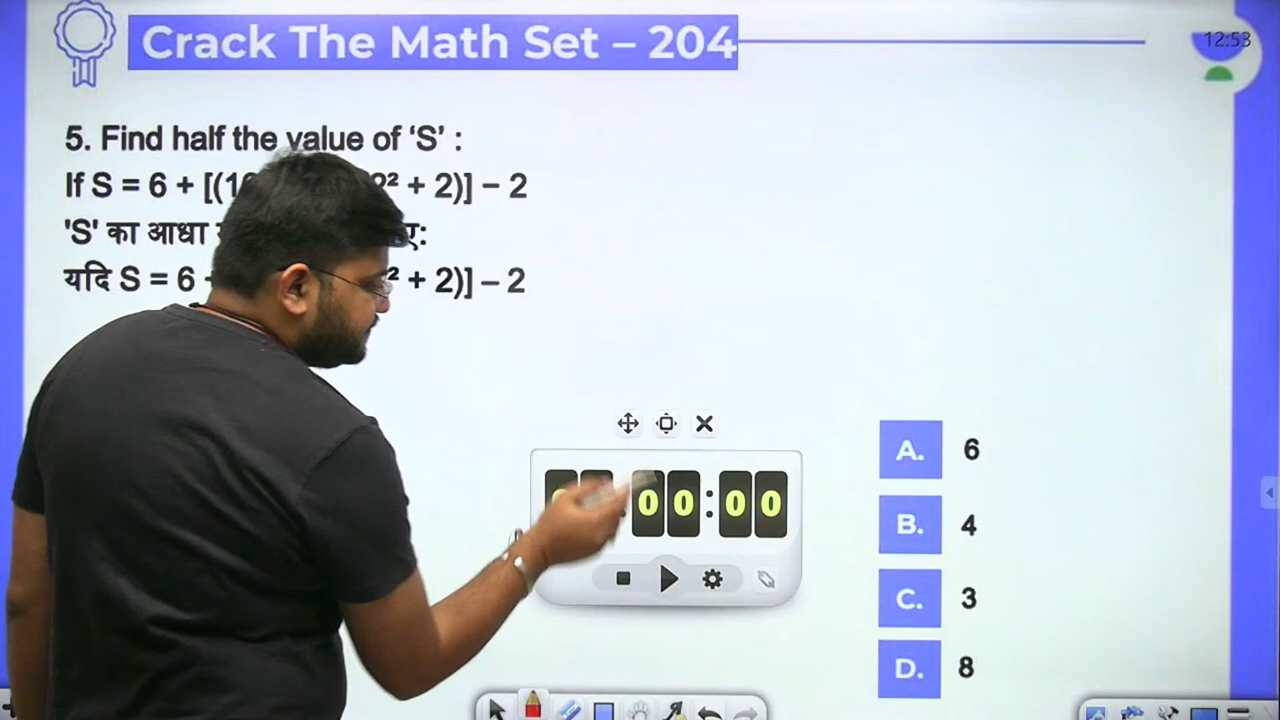 Crack The Math Set – 204
12:53
5. Find half the value of ‘S’ :
If S = 6 + [(1 ² + 2)] – 2
'S' का आधा
यदि S = 6 ² + 2)] – 2
00:00
A. 6
B. 4
C. 3
D. 8